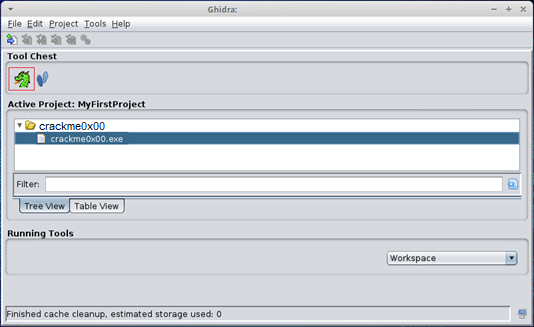 Ghidra:
File Edit Project Tools Help
Tool Chest
Active Project: MyFirstProject
crackme0x00
crackme0x00.exe
Filter:
Tree View Table View
Running Tools
Workspace
Finished cache cleanup, estimated storage used: 0